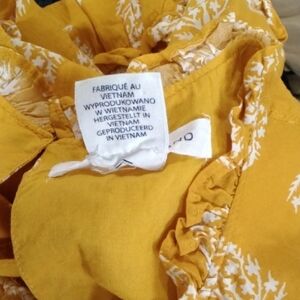 FABRIQUÉ AU
VIETNAM
WYPRODUKOWANO
W WIETNAMIE
HERGESTELLT IN
VIETNAM
GEPRODUCEERD
IN VIETNAM